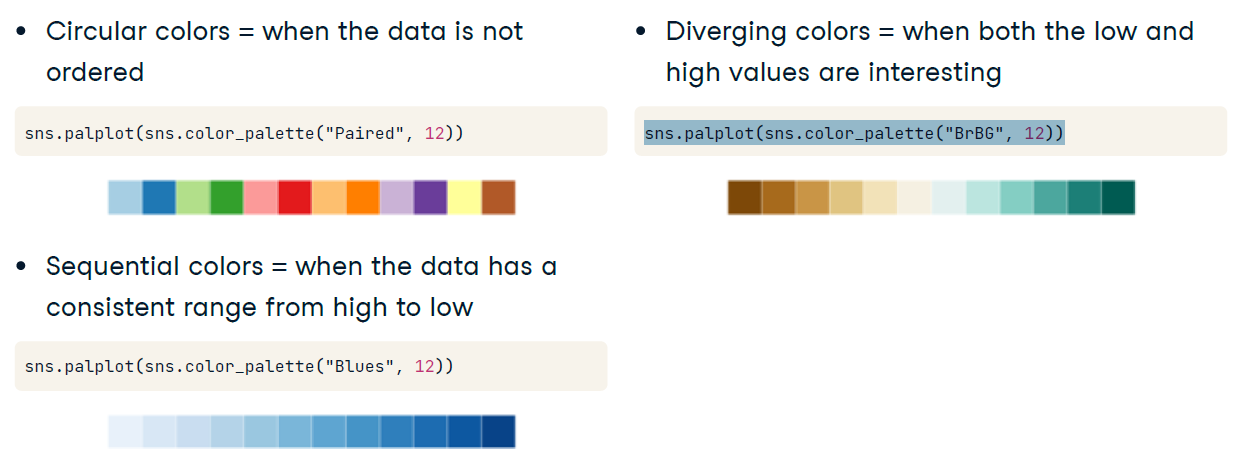 • Circular colors = when the data is not
ordered
sns.palplot(sns.color_palette("Paired", 12))
• Sequential colors = when the data has a
consistent range from high to low
sns.palplot(sns.color_palette("Blues", 12))
• Diverging colors = when both the low and
high values are interesting
sns.palplot(sns.color_palette("BrBG", 12))